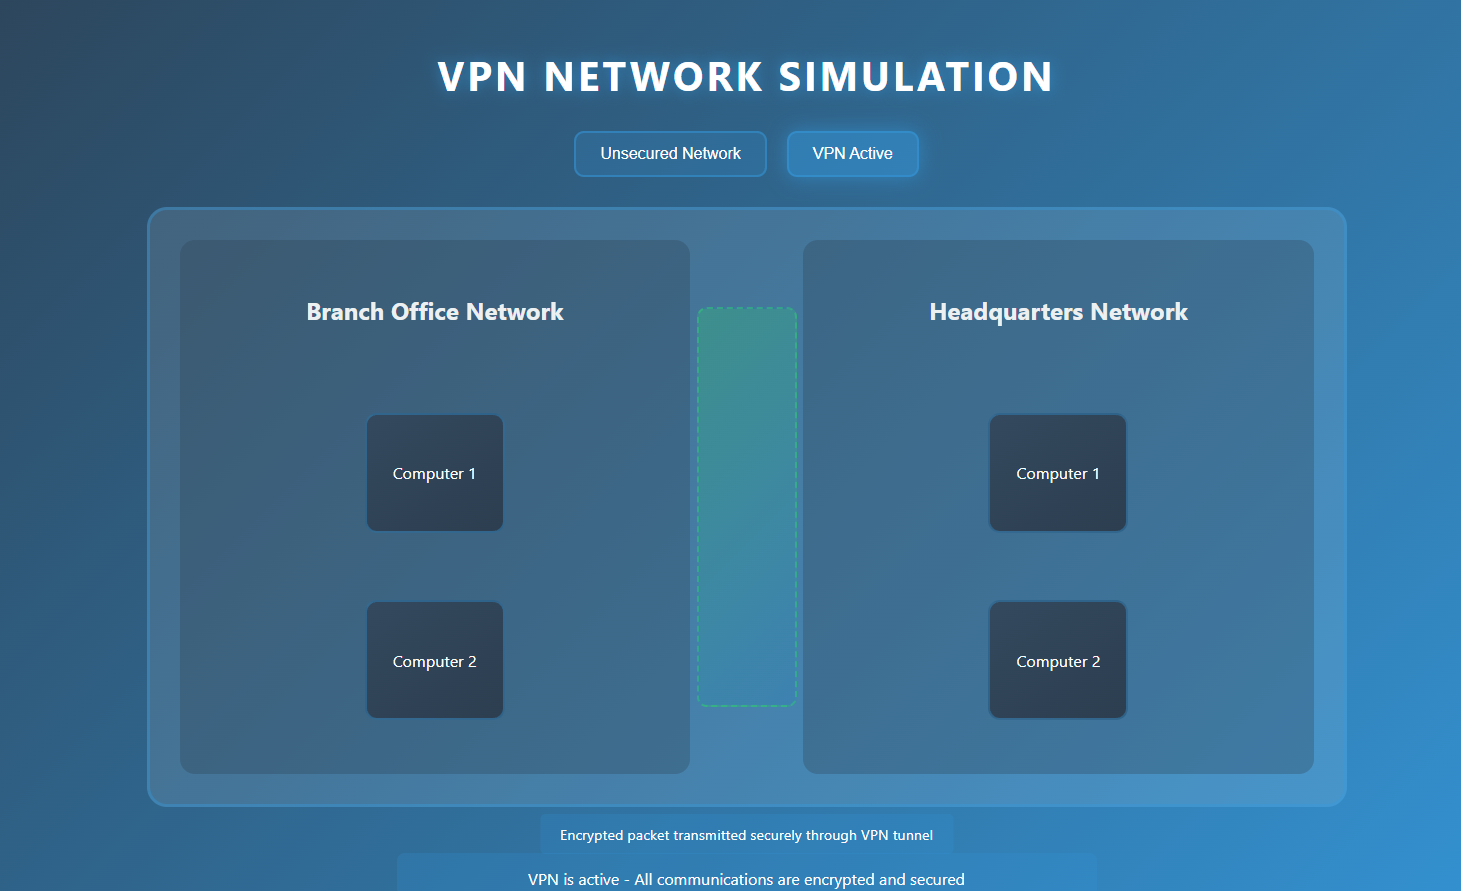 VPN NETWORK SIMULATION
Unsecured Network
VPN Active
Branch Office Network
Computer 1
Computer 2
Headquarters Network
Computer 1
Computer 2
Encrypted packet transmitted securely through VPN tunnel
VPN is active - All communications are encrypted and secured